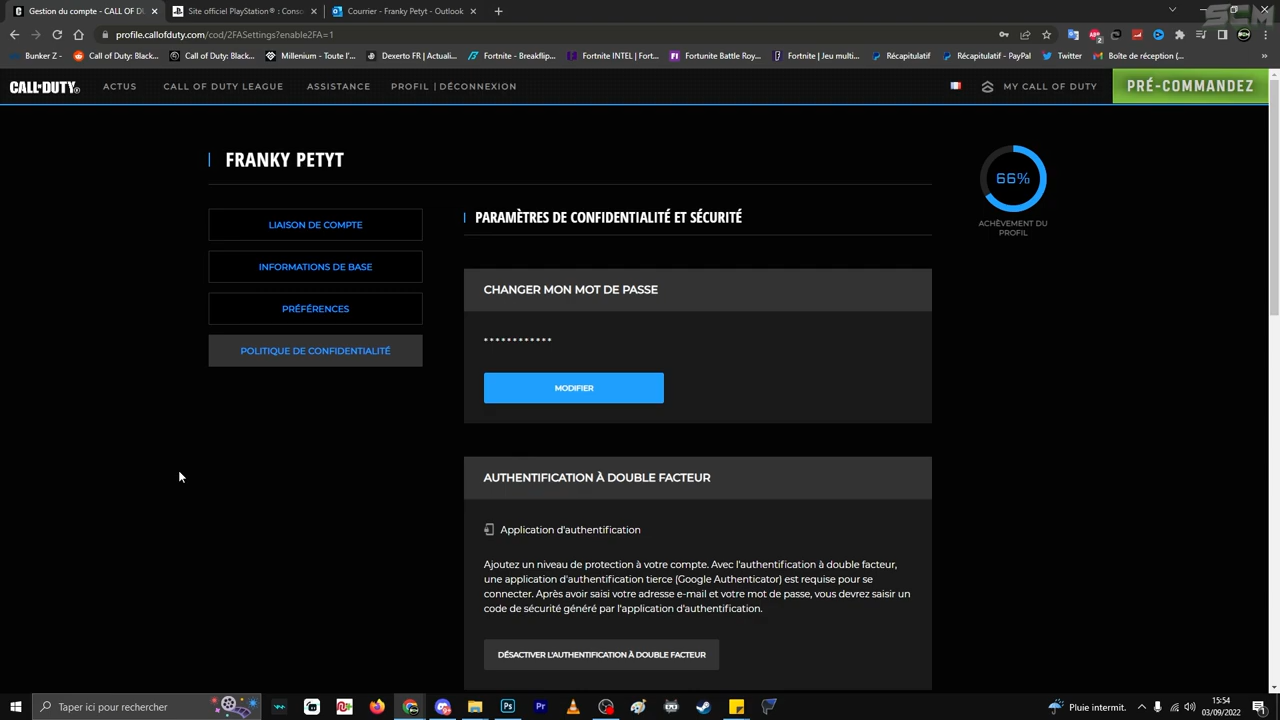 Gestion du compte - CALL OF DU
Site officiel PlayStation® : Conso
Courrier - Franky Petyt - Outlook
SCM
profile.callofduty.com/cod/2FASettings?enable2FA=1
Bunker Z -
Call of Duty: Black...
Call of Duty: Black...
Millenium - Toute l'...
Dexerto FR | Actuali...
Fortnite - Breakflip...
Fortnite INTEL | Fort...
Fortunite Battle Roy...
Fortnite | Jeu multi...
Récapitulatif
Récapitulatif - PayPal
Twitter
Boîte de réception (...
CALL OF DUTY
ACTUS
CALL OF DUTY LEAGUE
ASSISTANCE
PROFIL | DÉCONNEXION
MY CALL OF DUTY
PRÉ-COMMANDEZ
FRANKY PETYT
66%
ACHÈVEMENT DU
PROFIL
LIAISON DE COMPTE
INFORMATIONS DE BASE
PRÉFÉRENCES
POLITIQUE DE CONFIDENTIALITÉ
PARAMÈTRES DE CONFIDENTIALITÉ ET SÉCURITÉ
CHANGER MON MOT DE PASSE
••••••••••••
MODIFIER
AUTHENTIFICATION À DOUBLE FACTEUR
Application d'authentification
Ajoutez un niveau de protection à votre compte. Avec l'authentification à double facteur,
une application d'authentification tierce (Google Authenticator) est requise pour se
connecter. Après avoir saisi votre adresse e-mail et votre mot de passe, vous devrez saisir un
code de sécurité généré par l'application d'authentification.
DÉSACTIVER L'AUTHENTIFICATION À DOUBLE FACTEUR
Taper ici pour rechercher
Pluie intermit.
15:54
03/09/2022